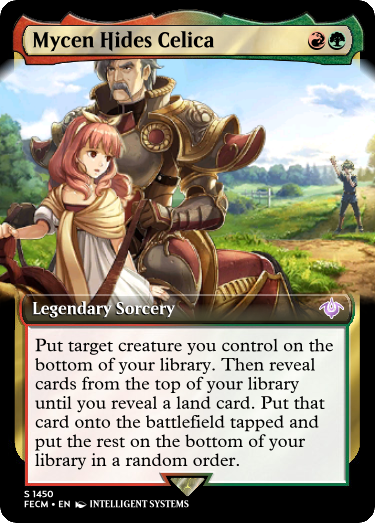 Mycen Hides Celica
Legendary Sorcery
Put target creature you control on the
bottom of your library. Then reveal
cards from the top of your library
until you reveal a land card. Put that
card onto the battlefield tapped and
put the rest on the bottom of your
library in a random order.
S 1450
FECM • EN INTELLIGENT SYSTEMS